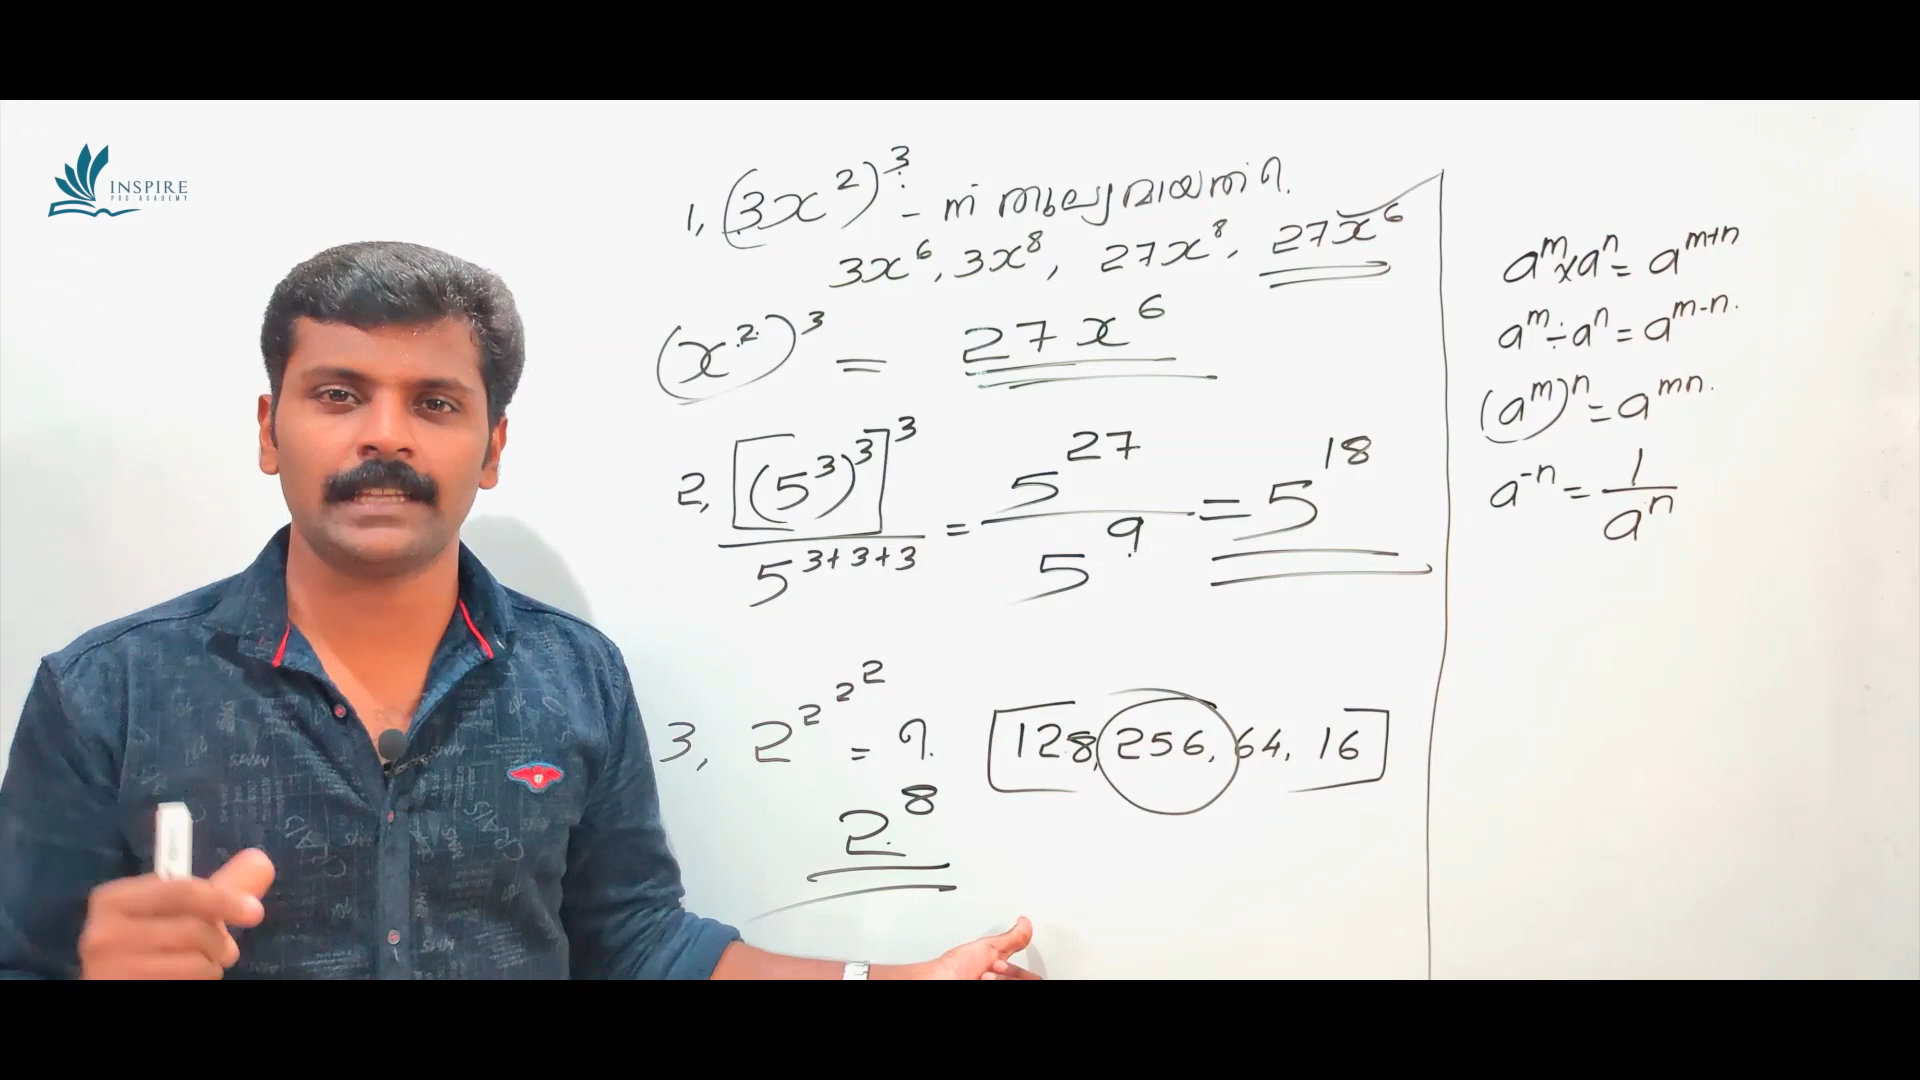 INSPIRE
PSC ACADEMY
1, (3x²)³ - ന് തുല്യമായത് ?
3x⁶, 3x⁸, 27x⁸, 27x⁶
(x²)³ = 27x⁶
2, [(5³)³]³ / 5³⁺³⁺³ = 5²⁷ / 5⁹ = 5¹⁸
3, 2^2^2^2 = ?
[128, 256, 64, 16]
2⁸
aᵐ × aⁿ = aᵐ⁺ⁿ
aᵐ ÷ aⁿ = aᵐ⁻ⁿ.
(aᵐ)ⁿ = aᵐⁿ.
a⁻ⁿ = 1 / aⁿ